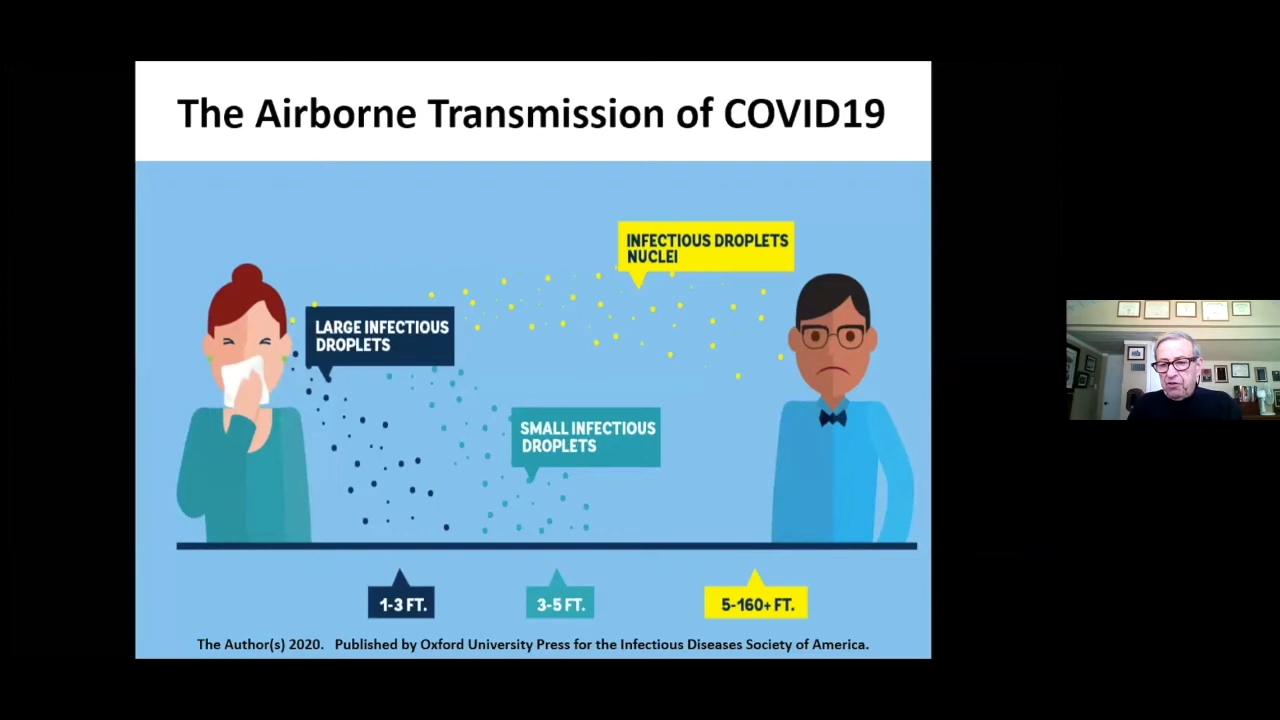 The Airborne Transmission of COVID19
INFECTIOUS DROPLETS
NUCLEI
LARGE INFECTIOUS
DROPLETS
SMALL INFECTIOUS
DROPLETS
1-3 FT.
3-5 FT.
5-160+ FT.
The Author(s) 2020. Published by Oxford University Press for the Infectious Diseases Society of America.